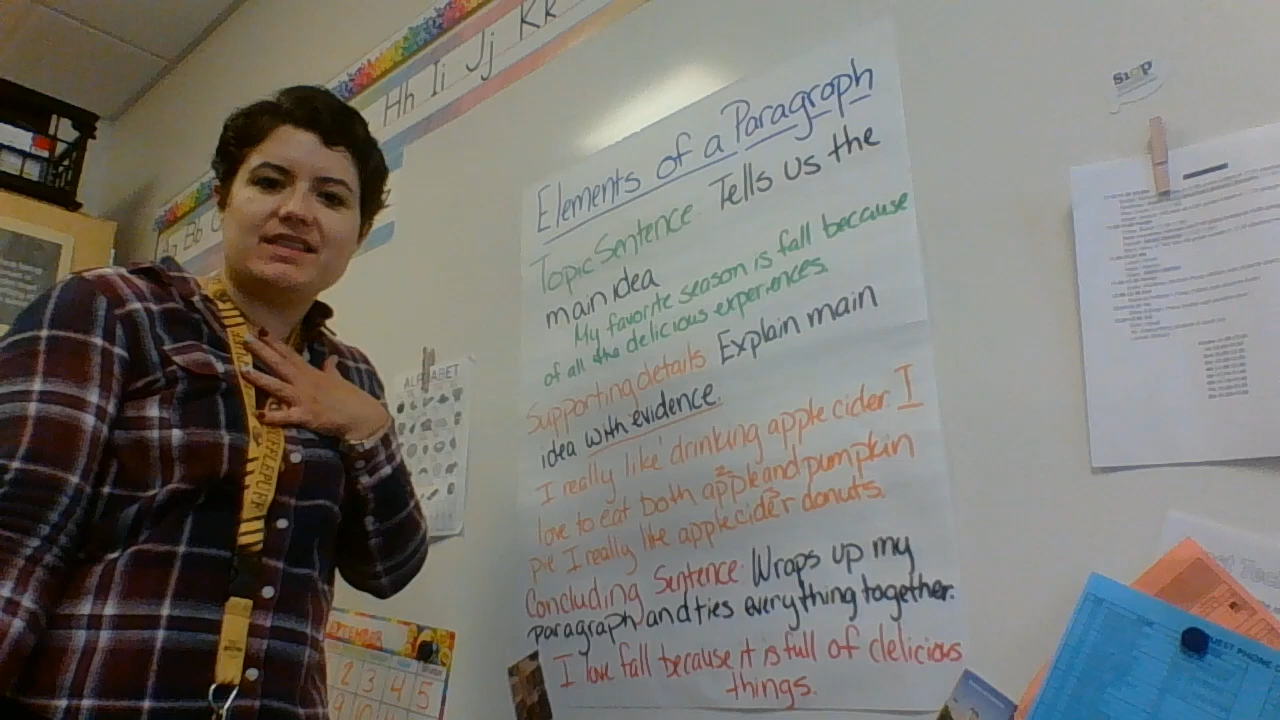 Hh Ii Jj Kk
Bb
Elements of a Paragraph
Topic Sentence Tells us the
main idea
My favorite season is fall because
of all the delicious experiences.
Supporting details Explain main
idea with evidence.
I really like drinking apple cider. I
love to eat both apple and pumpkin
pie I really like apple cider donuts.
Concluding Sentence Wraps up my
paragraph and ties everything together.
I love fall because it is full of delicious
things.
ALPHABET
HUFFLEPUFF
2 3 4 5